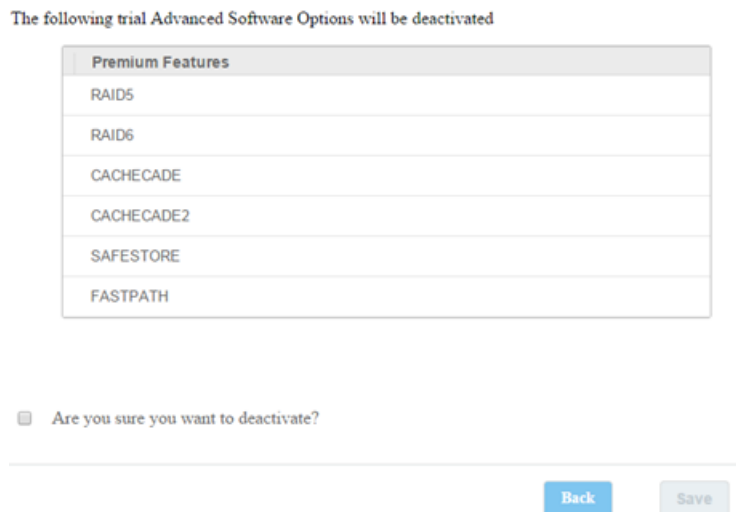 The following trial Advanced Software Options will be deactivated
Premium Features
RAID5
RAID6
CACHECADE
CACHECADE2
SAFESTORE
FASTPATH
Are you sure you want to deactivate?
Back Save